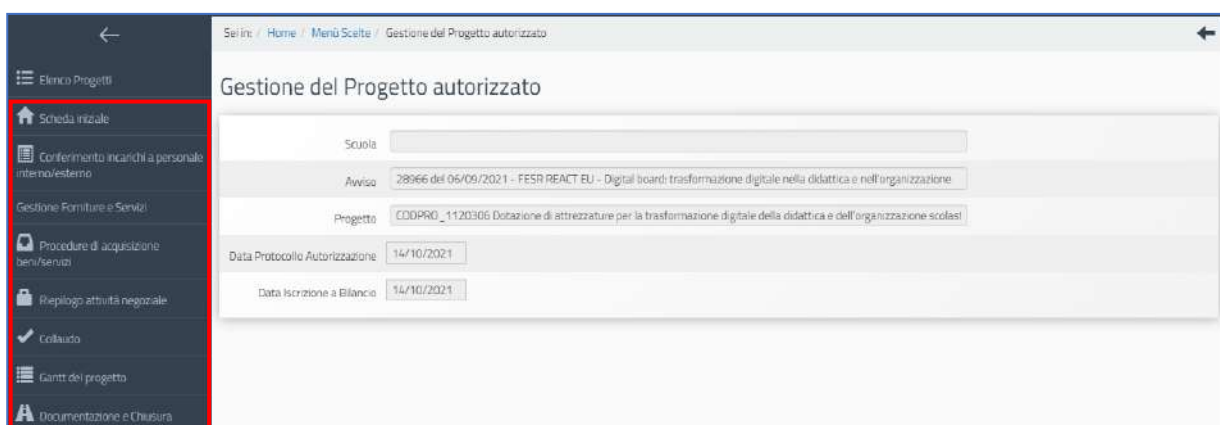 Sei in: / Home / Menù Scelte / Gestione del Progetto autorizzato
Elenco Progetti
Scheda iniziale
Conferimento incarichi a personale
interno/esterno
Gestione Forniture e Servizi
Procedure di acquisizione
beni/servizi
Riepilogo attività negoziale
Collaudo
Gantt del progetto
Documentazione e Chiusura
Gestione del Progetto autorizzato
Scuola
Avviso 28966 del 06/09/2021 - FESR REACT EU - Digital board: trasformazione digitale nella didattica e nell'organizzazione
Progetto CODPRO_1120306 Dotazione di attrezzature per la trasformazione digitale della didattica e dell'organizzazione scolast
Data Protocollo Autorizzazione 14/10/2021
Data Iscrizione a Bilancio 14/10/2021